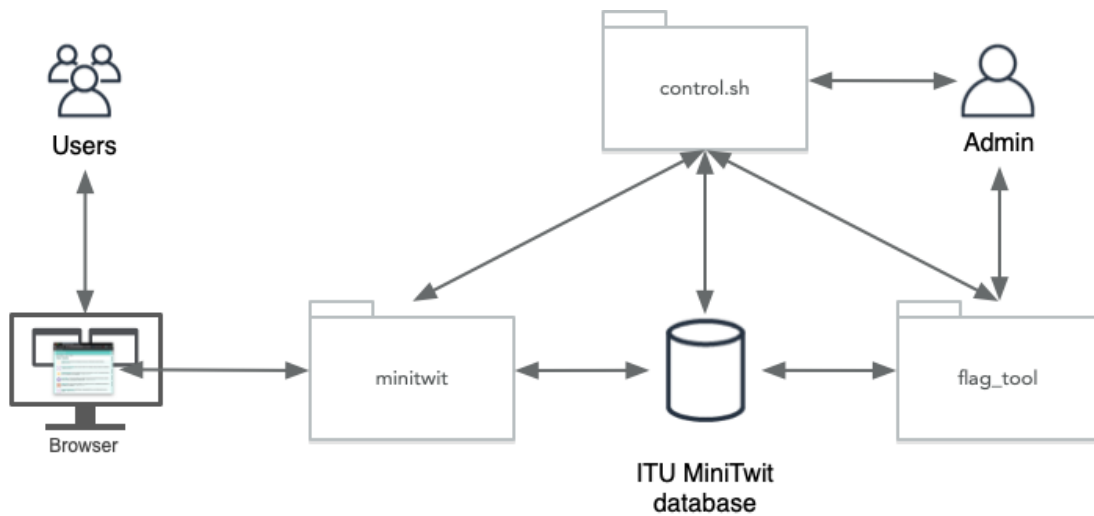 control.sh
Users
Admin
minitwit
flag_tool
Browser
ITU MiniTwit
database